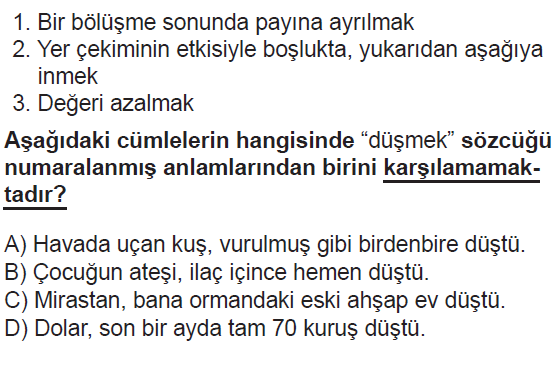 1. Bir bölüşme sonunda payına ayrılmak
2. Yer çekiminin etkisiyle boşlukta, yukarıdan aşağıya
inmek
3. Değeri azalmak
Aşağıdaki cümlelerin hangisinde “düşmek” sözcüğü
numaralanmış anlamlarından birini karşılamamak-
tadır?
A) Havada uçan kuş, vurulmuş gibi birdenbire düştü.
B) Çocuğun ateşi, ilaç içince hemen düştü.
C) Mirastan, bana ormandaki eski ahşap ev düştü.
D) Dolar, son bir ayda tam 70 kuruş düştü.